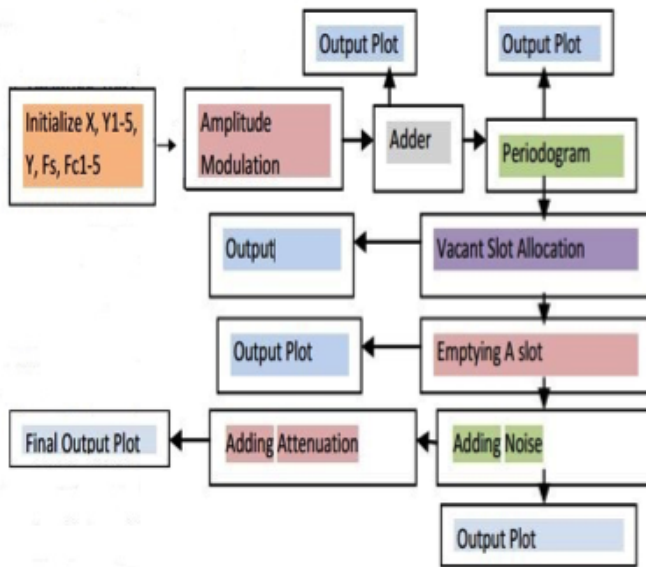 Output Plot
Output Plot
Initialize X, Y1-5,
Y, Fs, Fc1-5
Amplitude
Modulation
Adder
Periodogram
Output
Vacant Slot Allocation
Output Plot
Emptying A slot
Final Output Plot
Adding Attenuation
Adding Noise
Output Plot